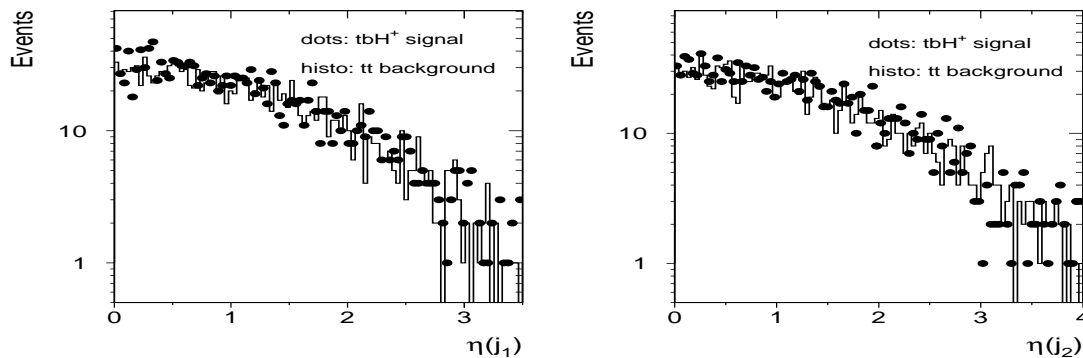 Events
dots: tbH⁺ signal
histo: tt background
10
1
0 1 2 3
η(j₁)
Events
dots: tbH⁺ signal
histo: tt background
10
1
0 1 2 3 4
η(j₂)